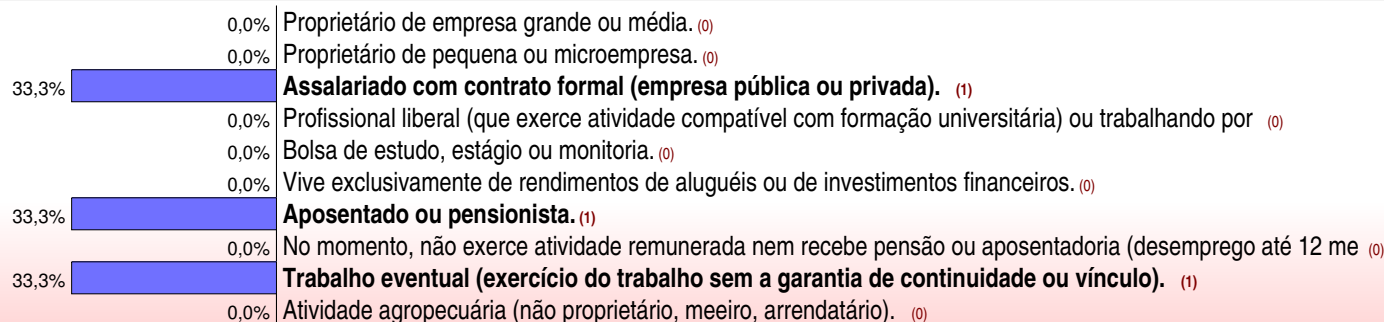 0,0% Proprietário de empresa grande ou média. (0)
0,0% Proprietário de pequena ou microempresa. (0)
33,3% Assalariado com contrato formal (empresa pública ou privada). (1)
0,0% Profissional liberal (que exerce atividade compatível com formação universitária) ou trabalhando por (0)
0,0% Bolsa de estudo, estágio ou monitoria. (0)
0,0% Vive exclusivamente de rendimentos de aluguéis ou de investimentos financeiros. (0)
33,3% Aposentado ou pensionista. (1)
0,0% No momento, não exerce atividade remunerada nem recebe pensão ou aposentadoria (desemprego até 12 me (0)
33,3% Trabalho eventual (exercício do trabalho sem a garantia de continuidade ou vínculo). (1)
0,0% Atividade agropecuária (não proprietário, meeiro, arrendatário). (0)